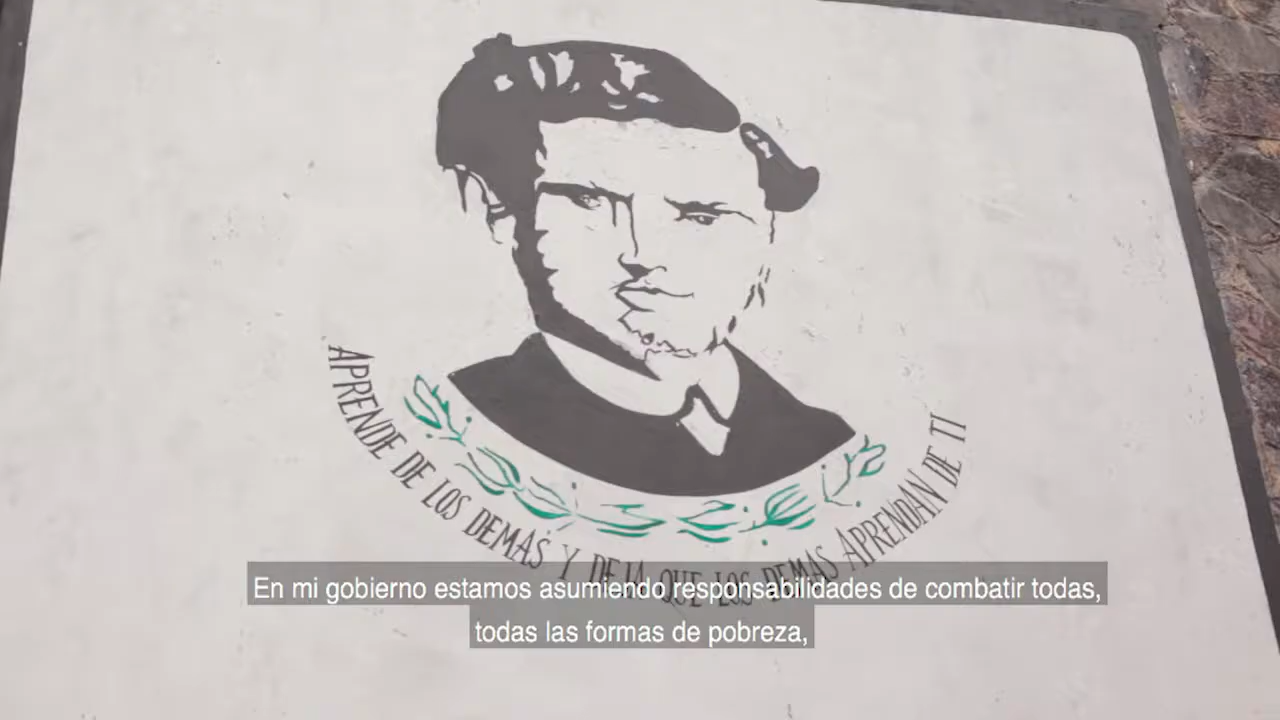 APRENDE DE LOS DEMAS Y DEJA QUE LOS DEMAS APRENDAN DE TI
En mi gobierno estamos asumiendo responsabilidades de combatir todas,
todas las formas de pobreza,